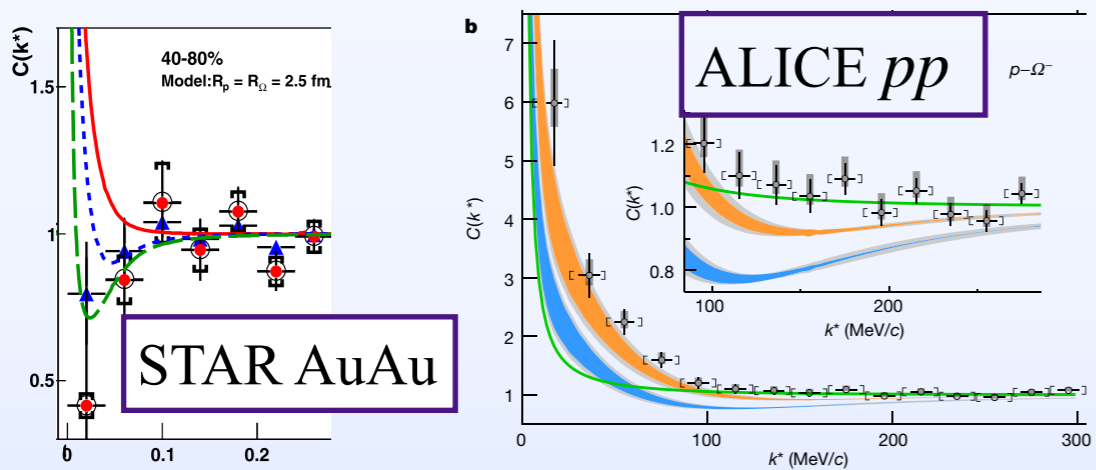 C(k*)
40-80%
Model:Rp = RΩ = 2.5 fm
1.5
1
0.5
0 0.1 0.2
STAR AuAu
b
ALICE pp
p–Ω⁻
C(k*)
7
6
5
4
3
2
1
0 100 200 300
k* (MeV/c)
C(k*)
1.2
1.0
0.8
100 200
k* (MeV/c)